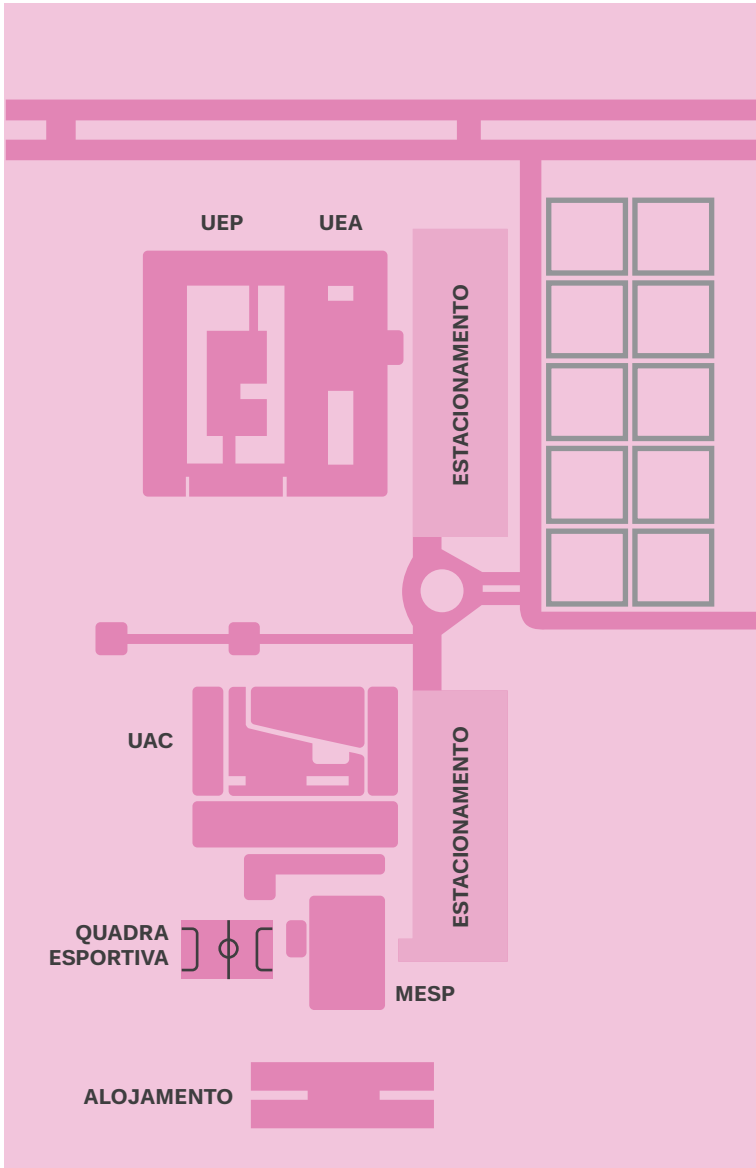 UEP
UEA
ESTACIONAMENTO
UAC
ESTACIONAMENTO
QUADRA
ESPORTIVA
MESP
ALOJAMENTO